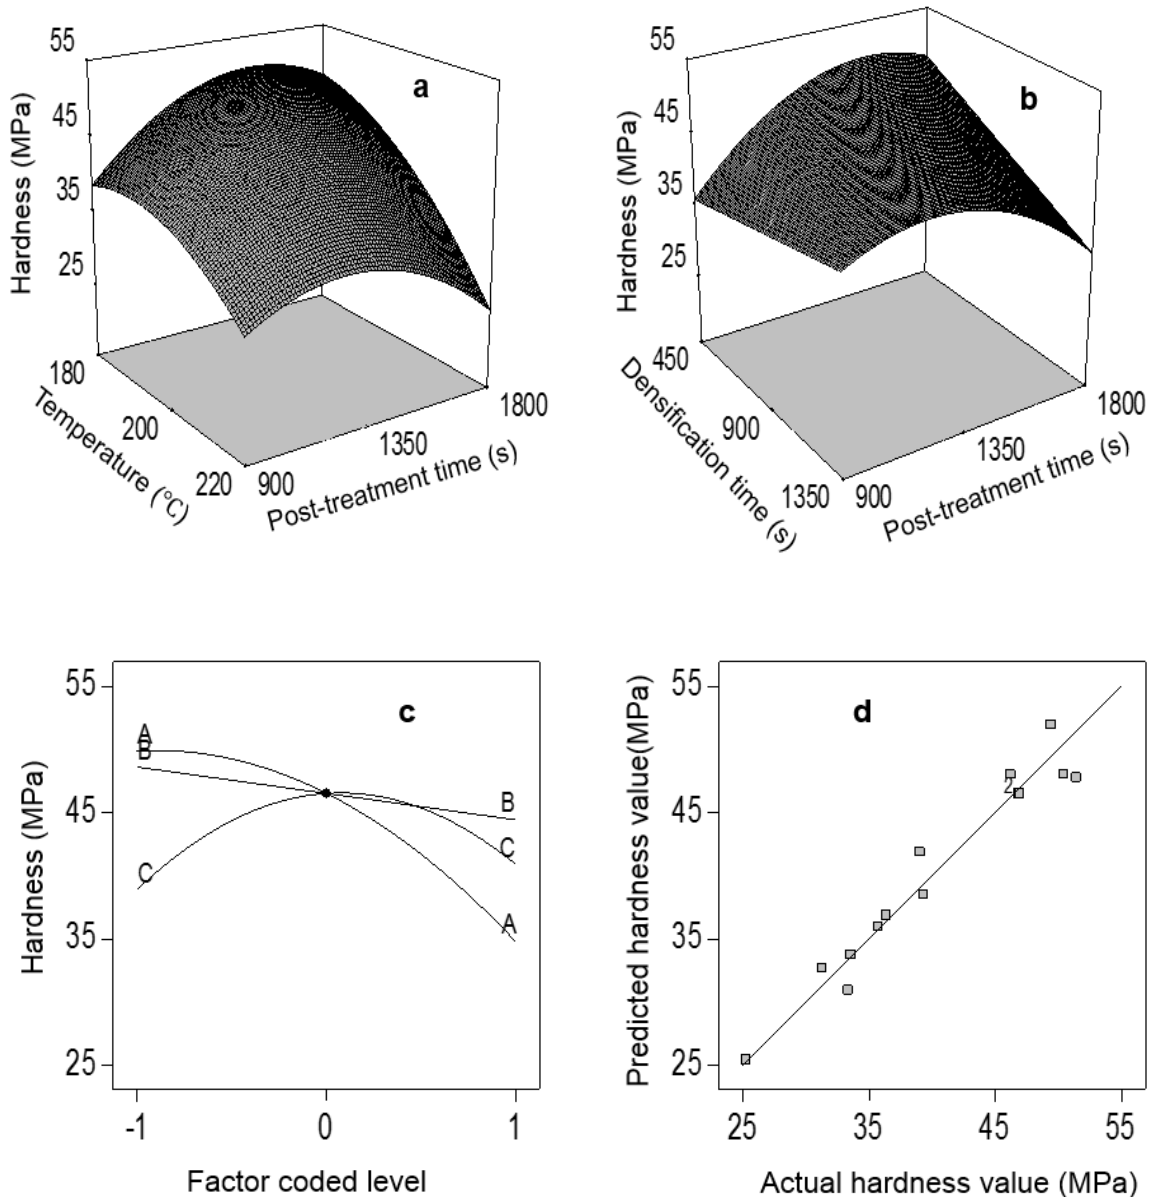 a
55
45
35
25
Hardness (MPa)
180
200
220
Temperature (°C)
900
1350
1800
Post-treatment time (s)
b
55
45
35
25
Hardness (MPa)
450
900
1350
Densification time (s)
900
1350
1800
Post-treatment time (s)
c
55
45
35
25
Hardness (MPa)
A
B
C
B
C
A
-1
0
1
Factor coded level
d
55
45
35
25
Predicted hardness value(MPa)
2
25
35
45
55
Actual hardness value (MPa)